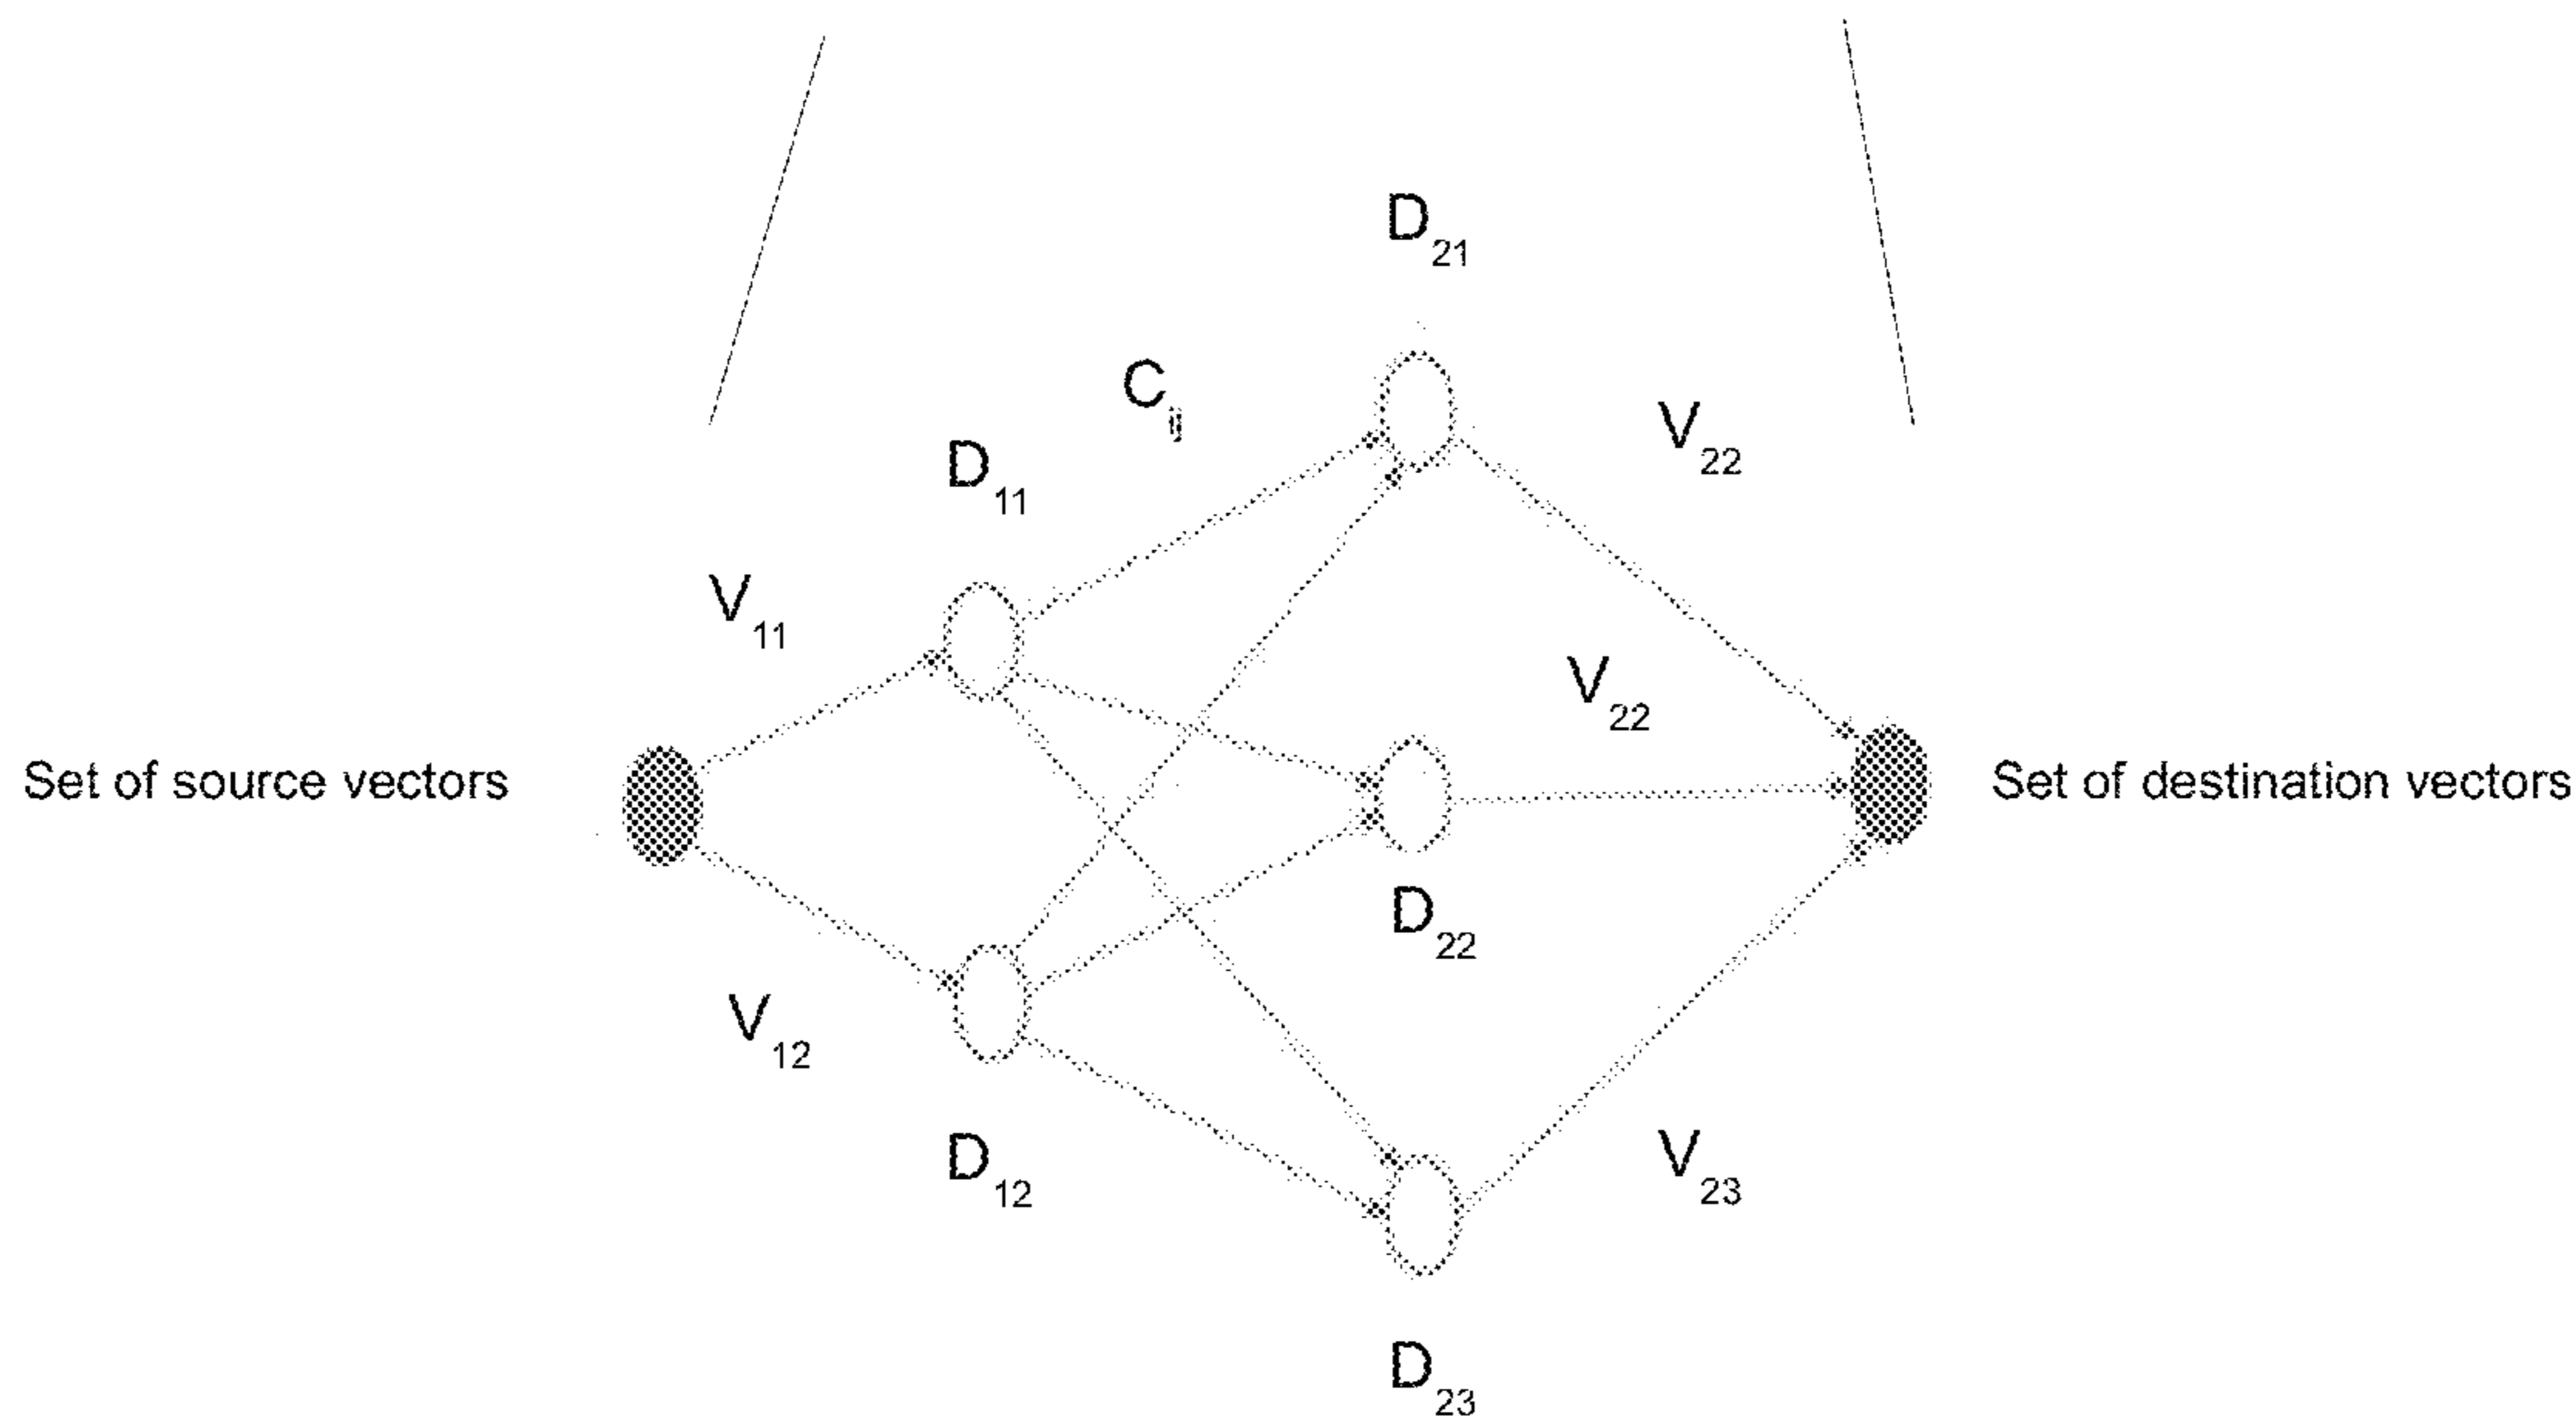 D21
Cij
V22
D11
V11
V22
Set of source vectors
Set of destination vectors
D22
V12
D12
V23
D23